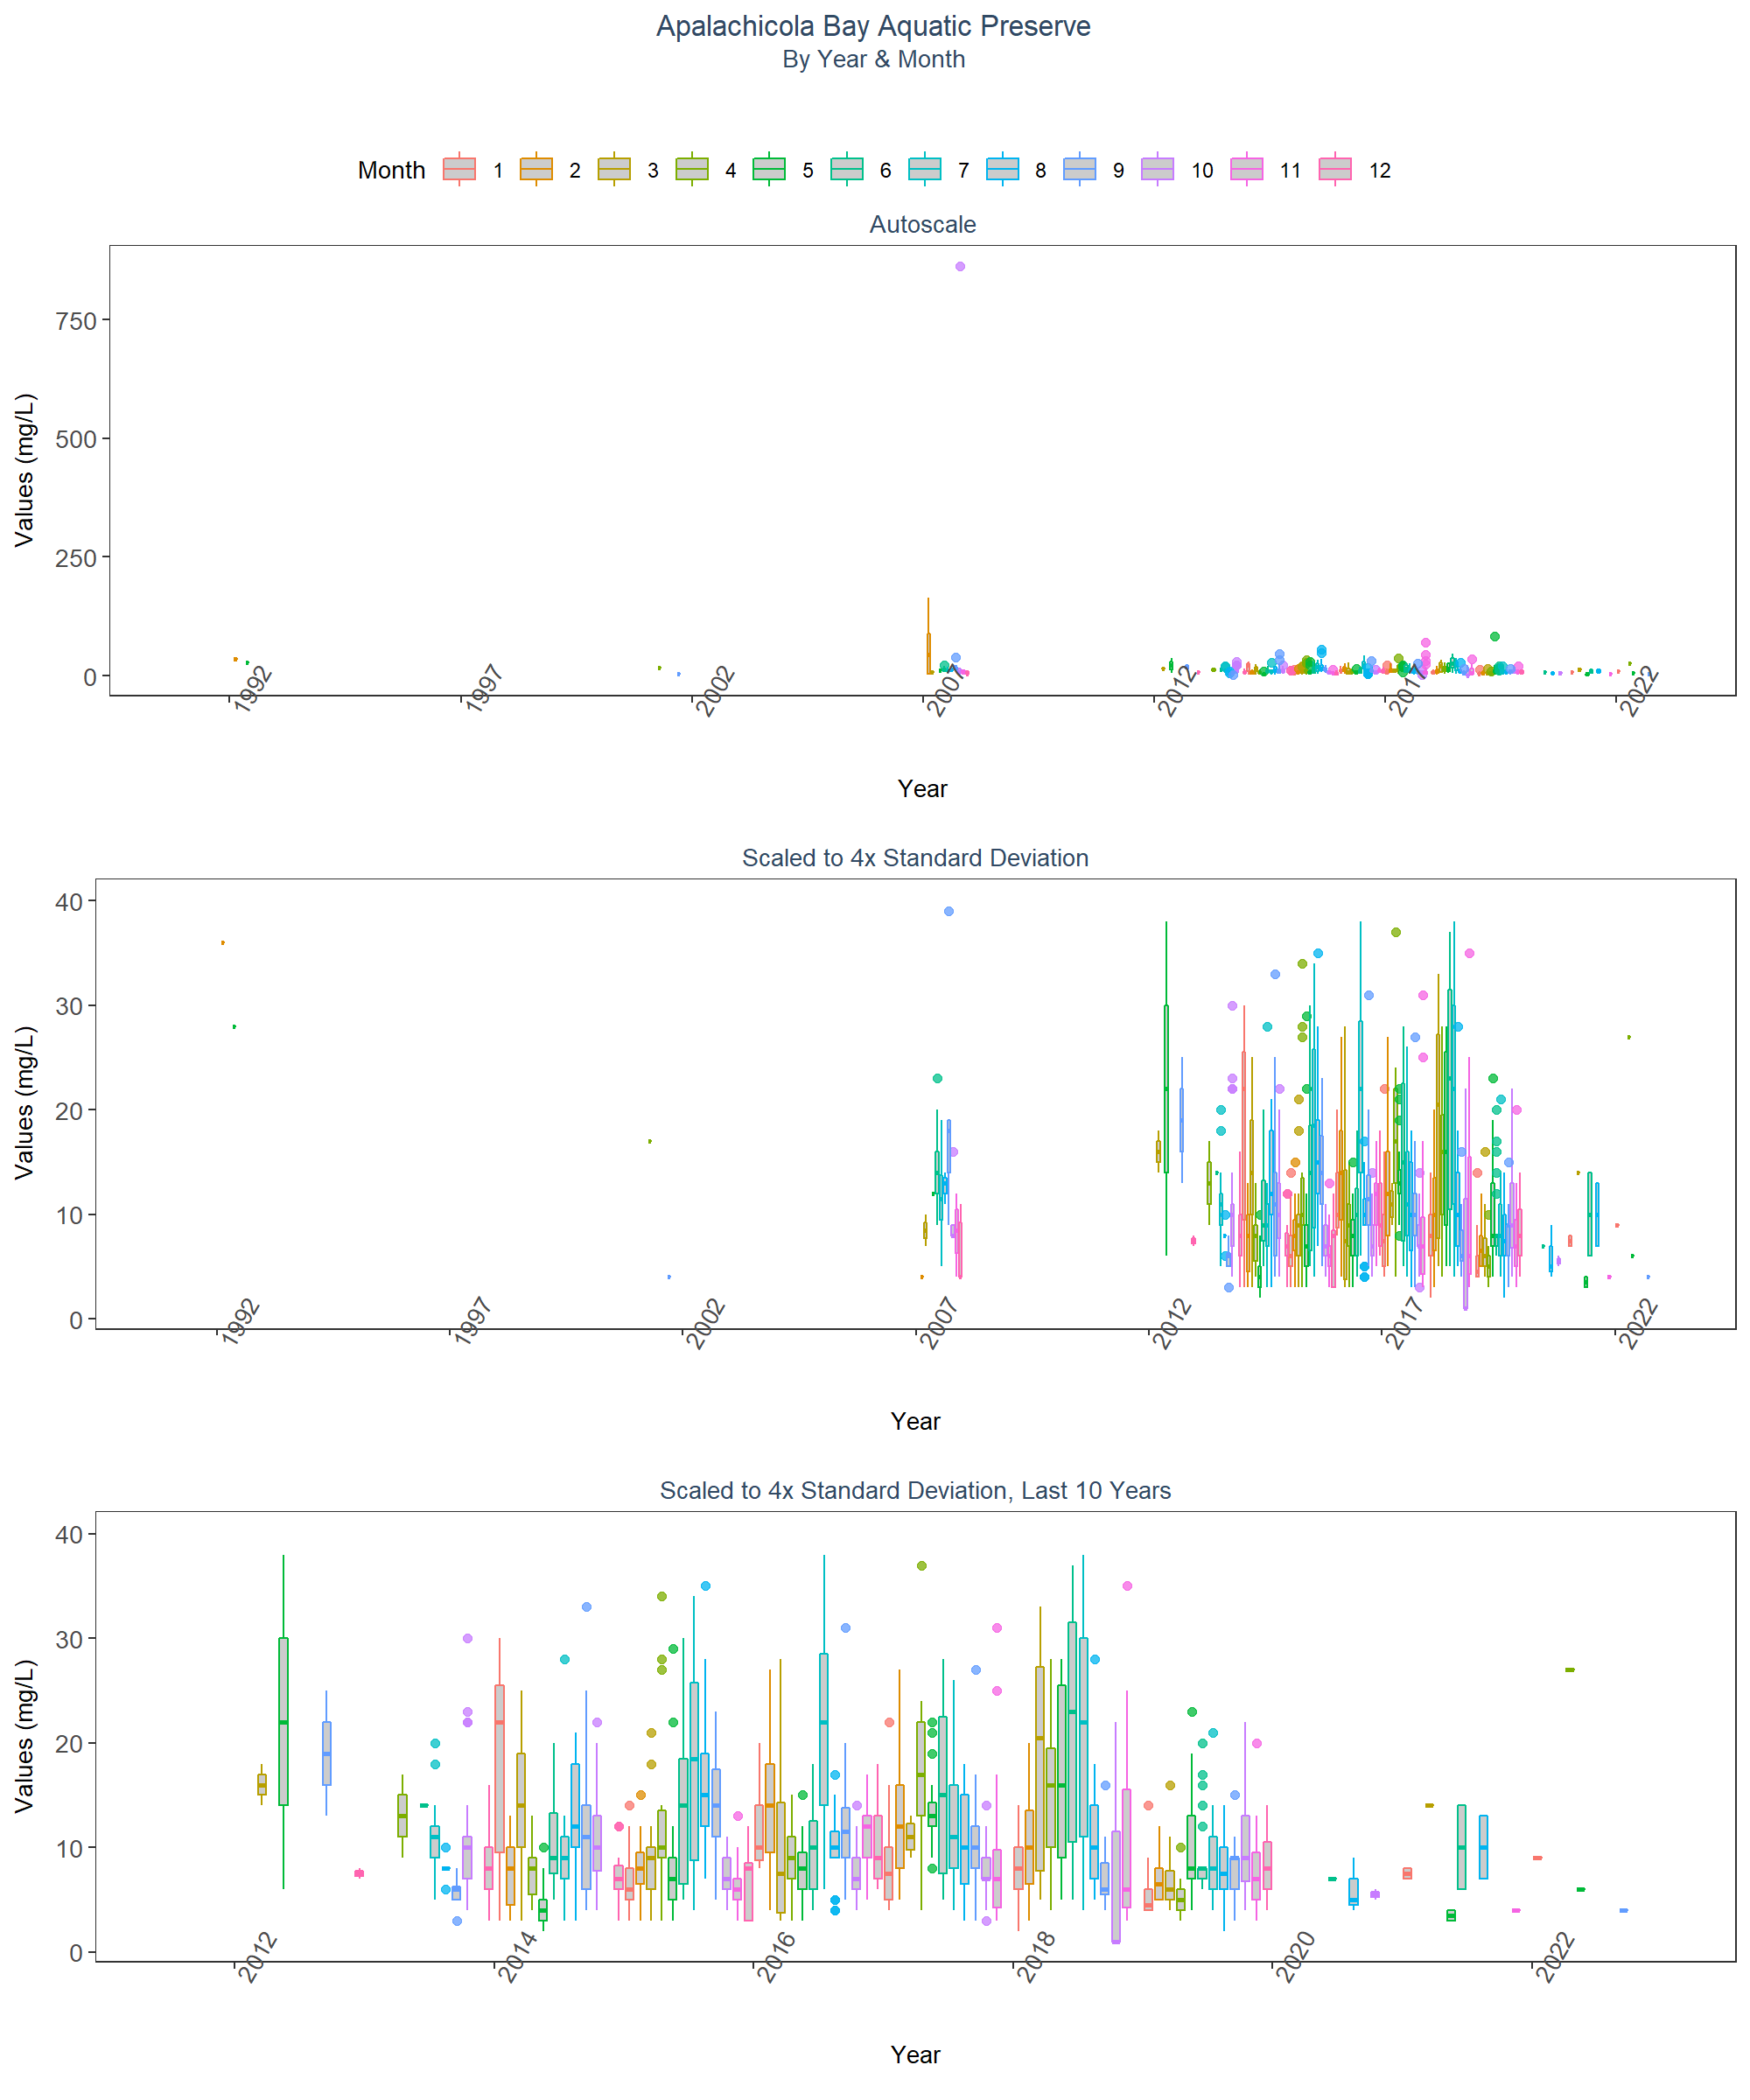 Apalachicola Bay Aquatic Preserve
By Year & Month
Month 1 2 3 4 5 6 7 8 9 10 11 12
Autoscale
Values (mg/L)
750
500
250
0
1992 1997 2002 2007 2012 2017 2022
Year
Scaled to 4x Standard Deviation
Values (mg/L)
40
30
20
10
0
1992 1997 2002 2007 2012 2017 2022
Year
Scaled to 4x Standard Deviation, Last 10 Years
Values (mg/L)
40
30
20
10
0
2012 2014 2016 2018 2020 2022
Year